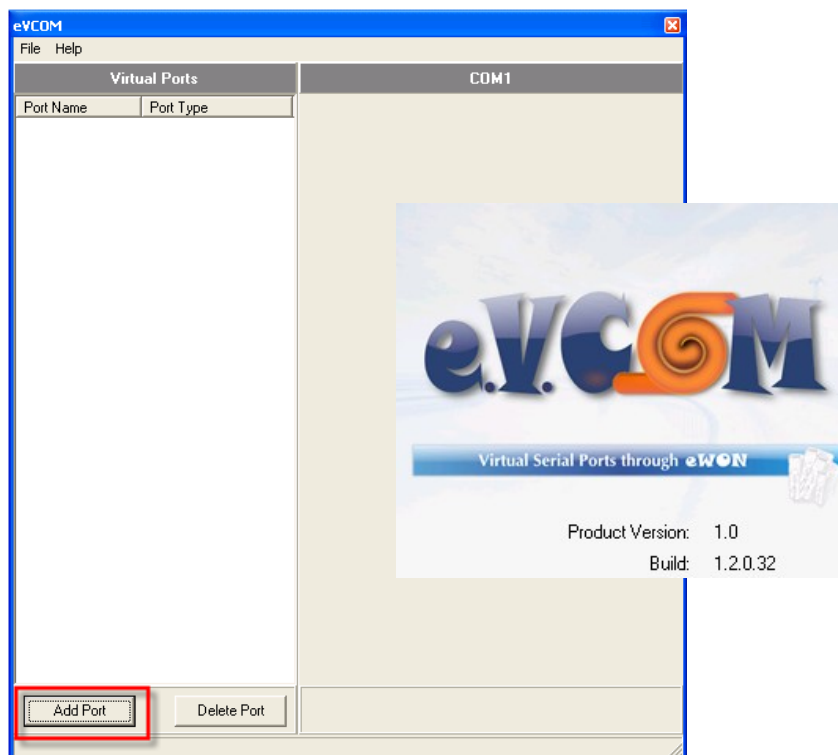 eVCOM
File Help
Virtual Ports
COM1
Port Name Port Type
e.V.COM
Virtual Serial Ports through eWON
Product Version: 1.0
Build: 1.2.0.32
Add Port Delete Port